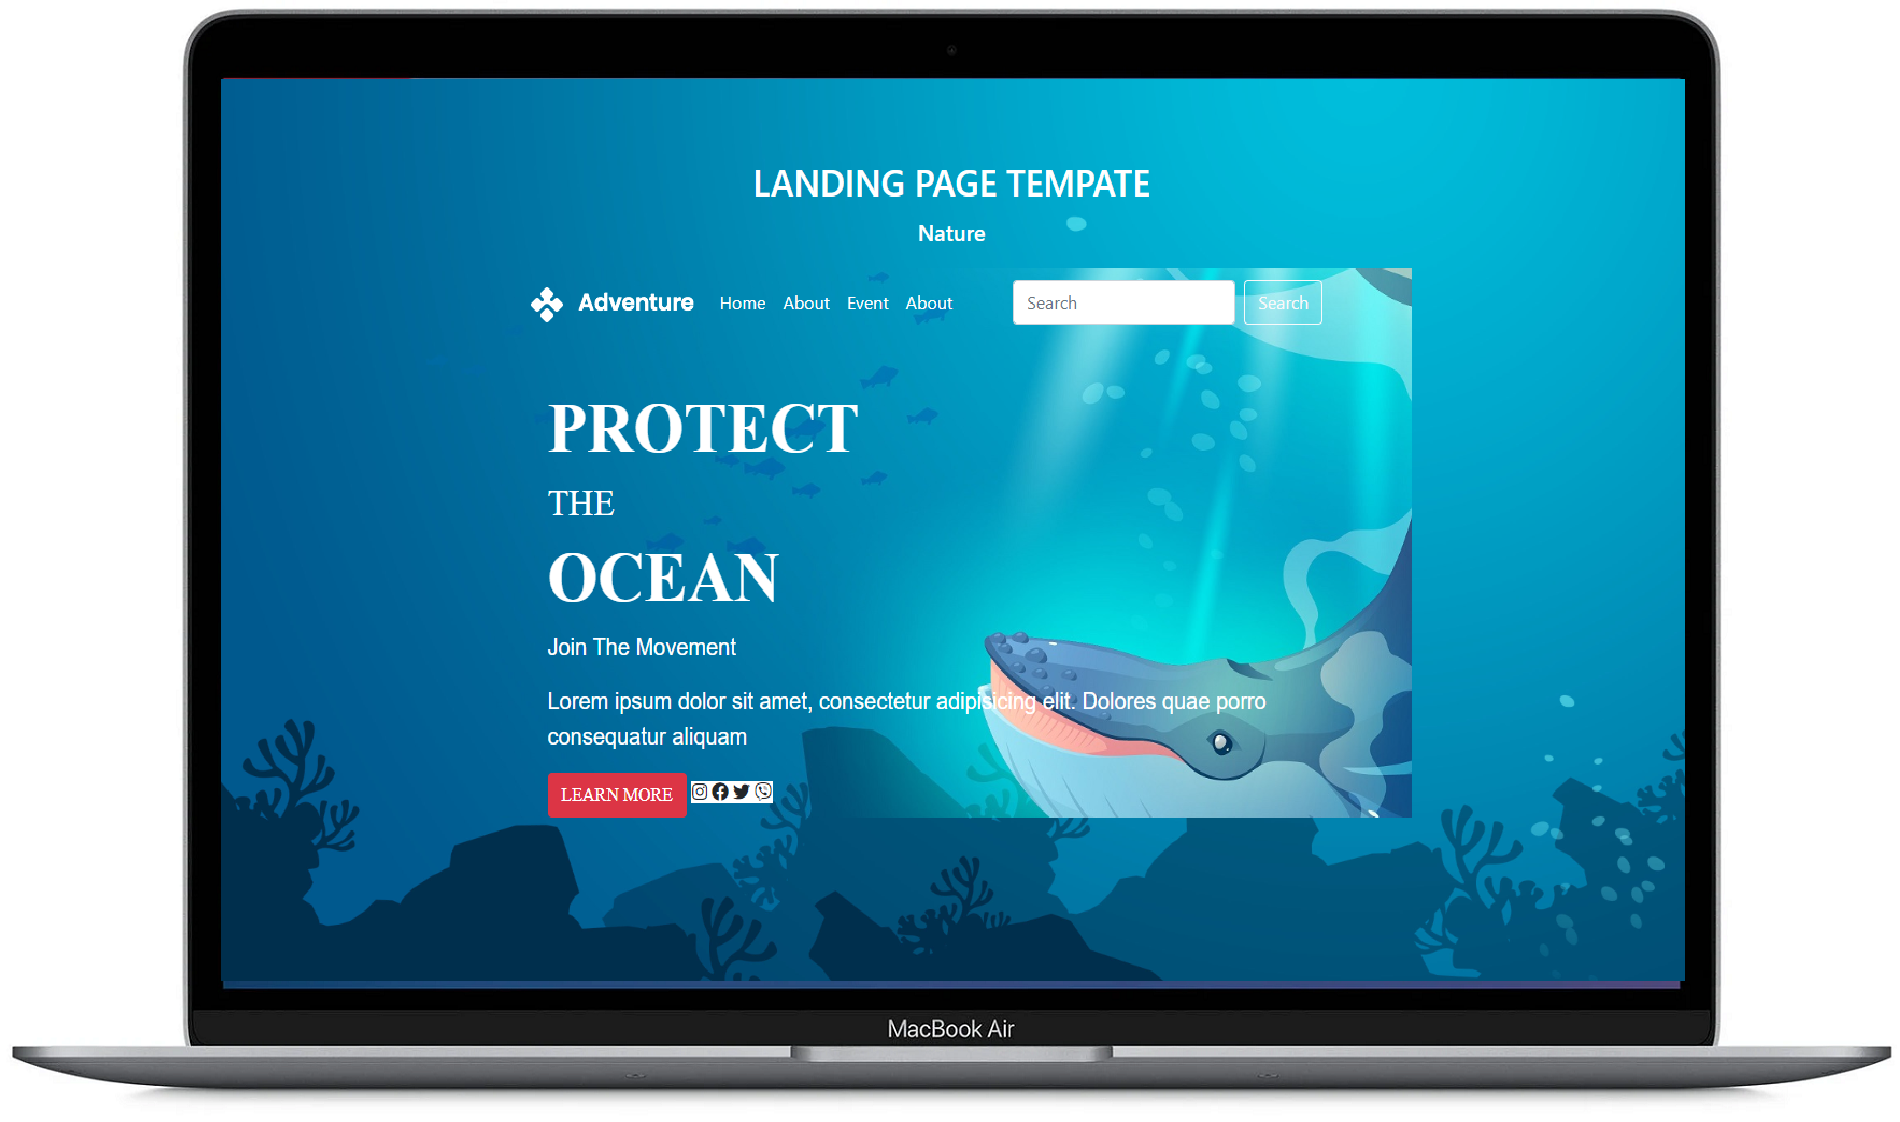 LANDING PAGE TEMPATE
Nature
Adventure Home About Event About Search Search
PROTECT
THE
OCEAN
Join The Movement
Lorem ipsum dolor sit amet, consectetur adipisicing elit. Dolores quae porro
consequatur aliquam
LEARN MORE
MacBook Air